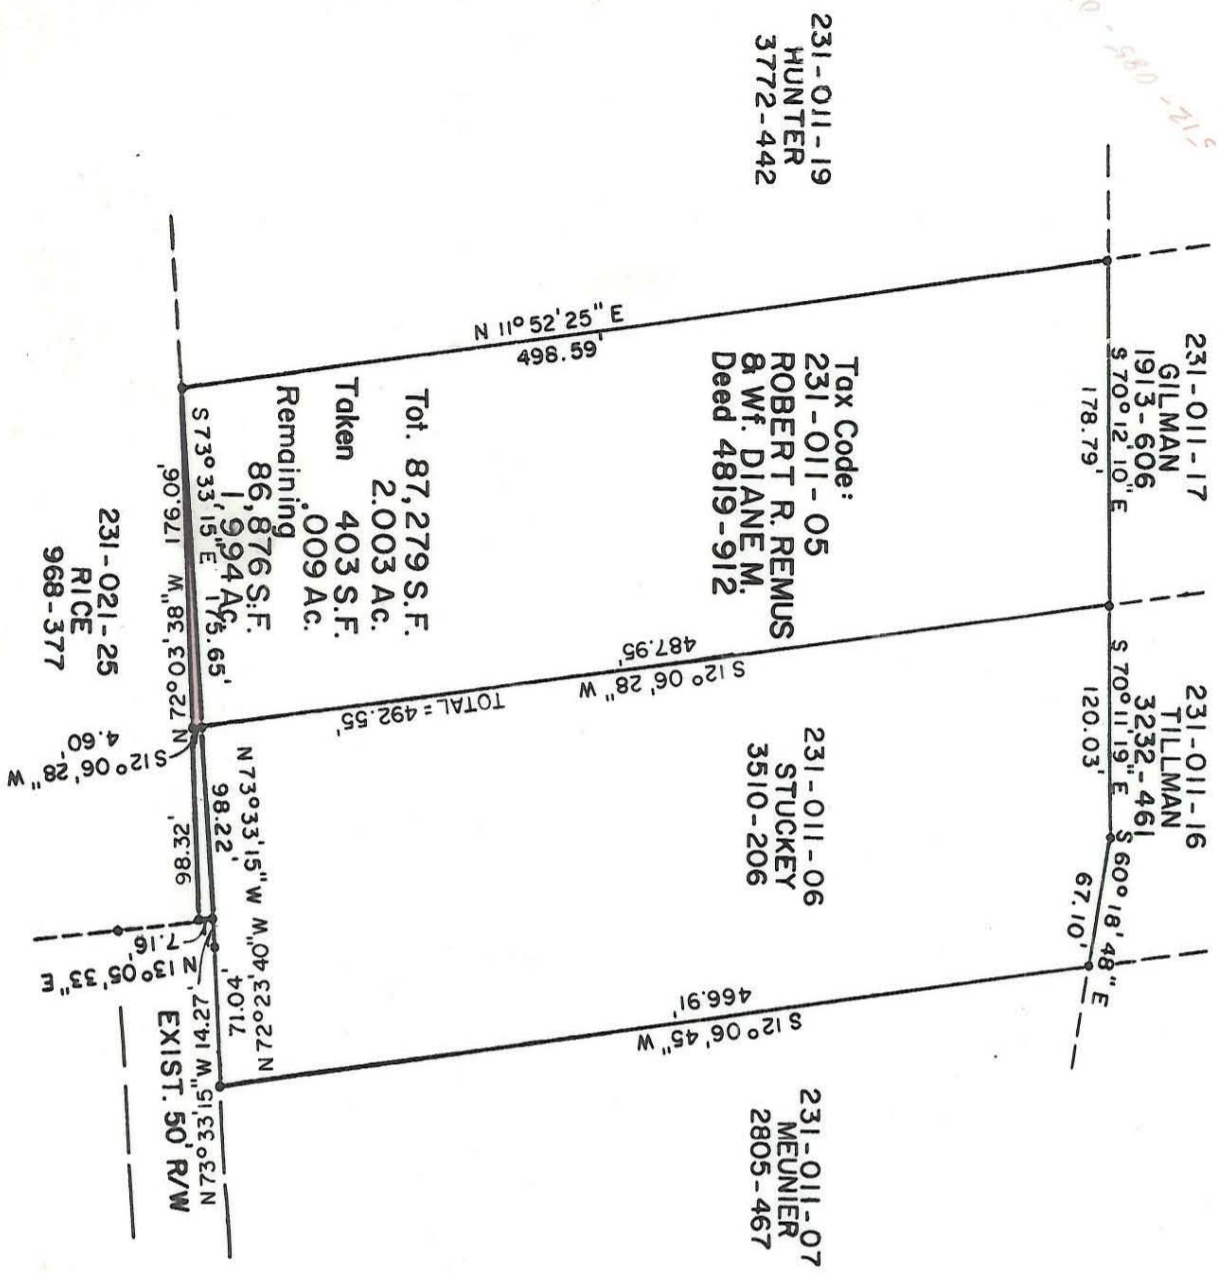 231-011-17
GILMAN
1913-606
S 70° 12' 10" E
178.79'
231-011-16
TILLMAN
3232-461
S 70° 11' 19" E
120.03'
S 60° 18' 48" E
67.10'
231-011-19
HUNTER
3772-442
N 11° 52' 25" E
498.59'
Tax Code:
231-011-05
ROBERT R. REMUS
& Wf. DIANE M.
Deed 4819-912
Tot. 87,279 S.F.
2.003 Ac.
Taken 403 S.F.
.009 Ac.
Remaining
86,876 S.F.
1.994 Ac.
S 73° 33' 15" E 175.65'
176.06' N 72° 03' 38" W
S 12° 06' 28" W
487.95'
TOTAL = 492.55'
S 12° 06' 28" W
4.60
231-021-25
RICE
968-377
231-011-06
STUCKEY
3510-206
N 73° 33' 15" W
98.22'
N 72° 23' 40" W
71.04'
98.32'
N 13° 05' 33" E
7.16
N 73° 33' 15" W 14.27'
EXIST. 50' R/W
S 12° 06' 45" W
466.91'
231-011-07
MEUNIER
2805-467